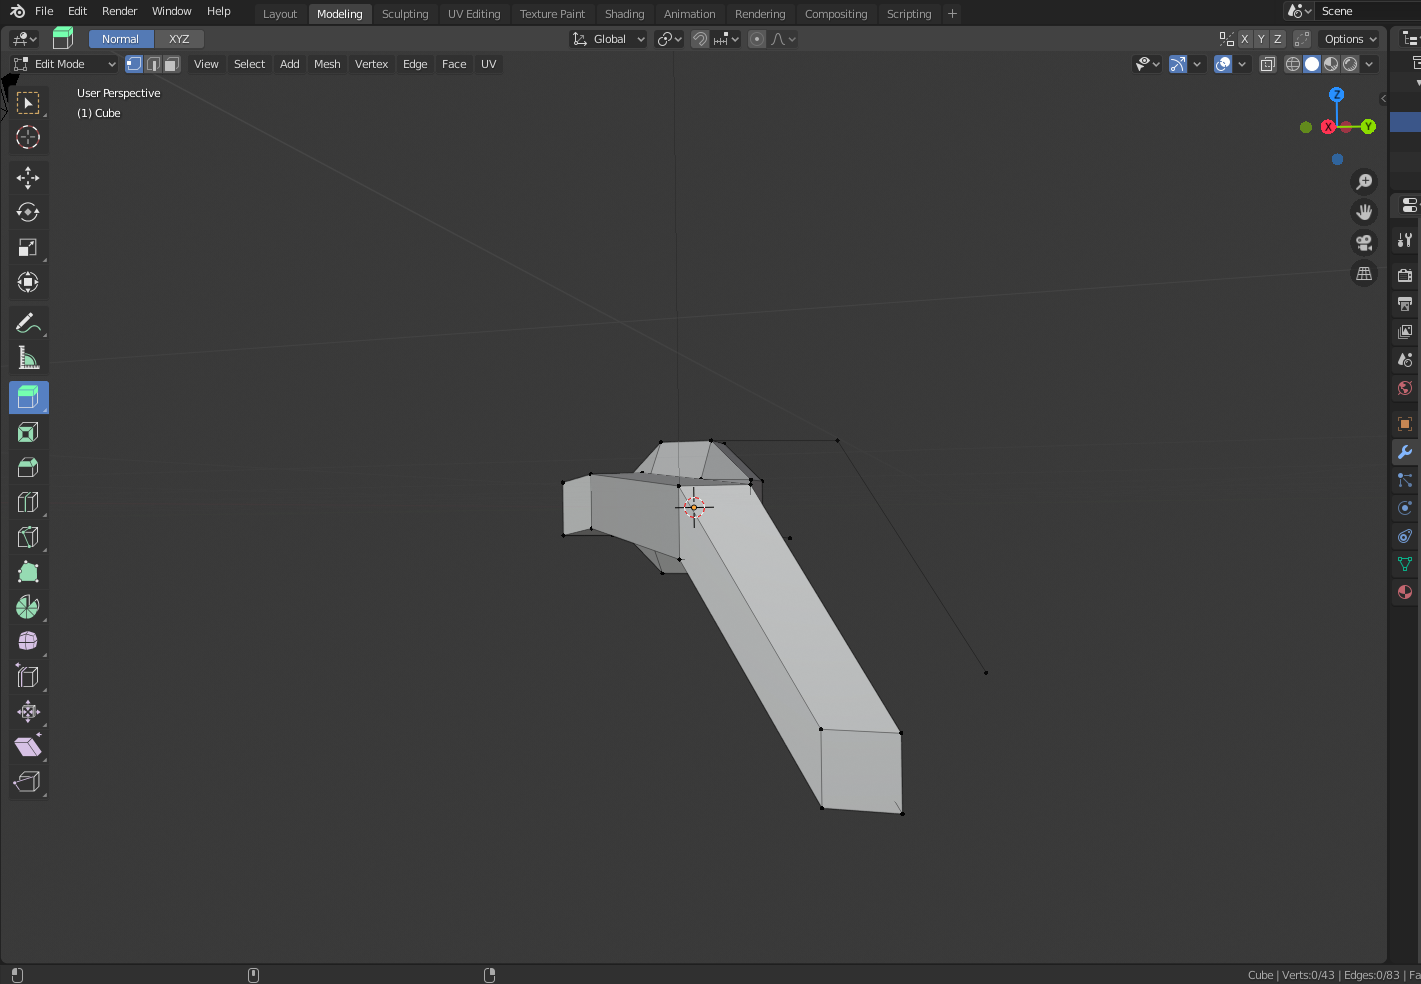 File Edit Render Window Help Layout Modeling Sculpting UV Editing Texture Paint Shading Animation Rendering Compositing Scripting + Scene
Normal XYZ Global X Y Z Options
Edit Mode View Select Add Mesh Vertex Edge Face UV
User Perspective
(1) Cube
Z
X Y
Cube | Verts:0/43 | Edges:0/83 | Fa